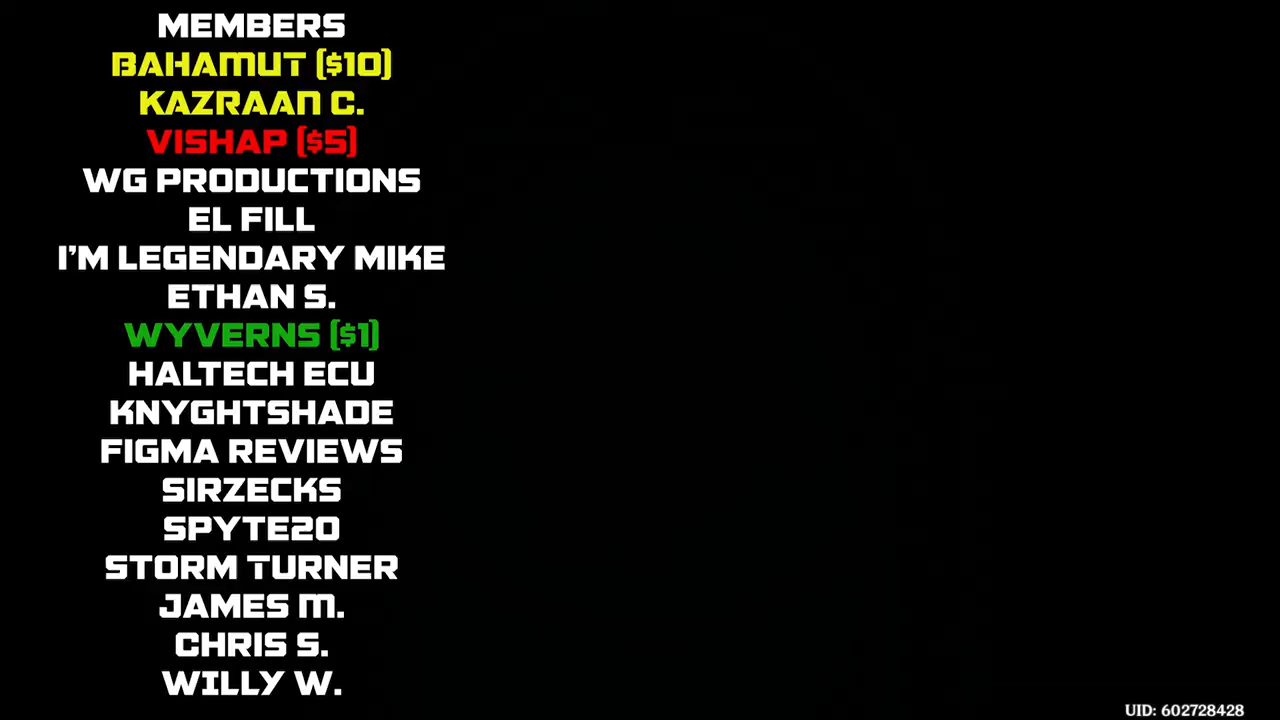 MEMBERS
BAHAMUT ($10)
KAZRAAN C.
VISHAP ($5)
WG PRODUCTIONS
EL FILL
I'M LEGENDARY MIKE
ETHAN S.
WYVERNS ($1)
HALTECH ECU
KNYGHTSHADE
FIGMA REVIEWS
SIRZECKS
SPYTE20
STORM TURNER
JAMES M.
CHRIS S.
WILLY W.
UID: 602728428